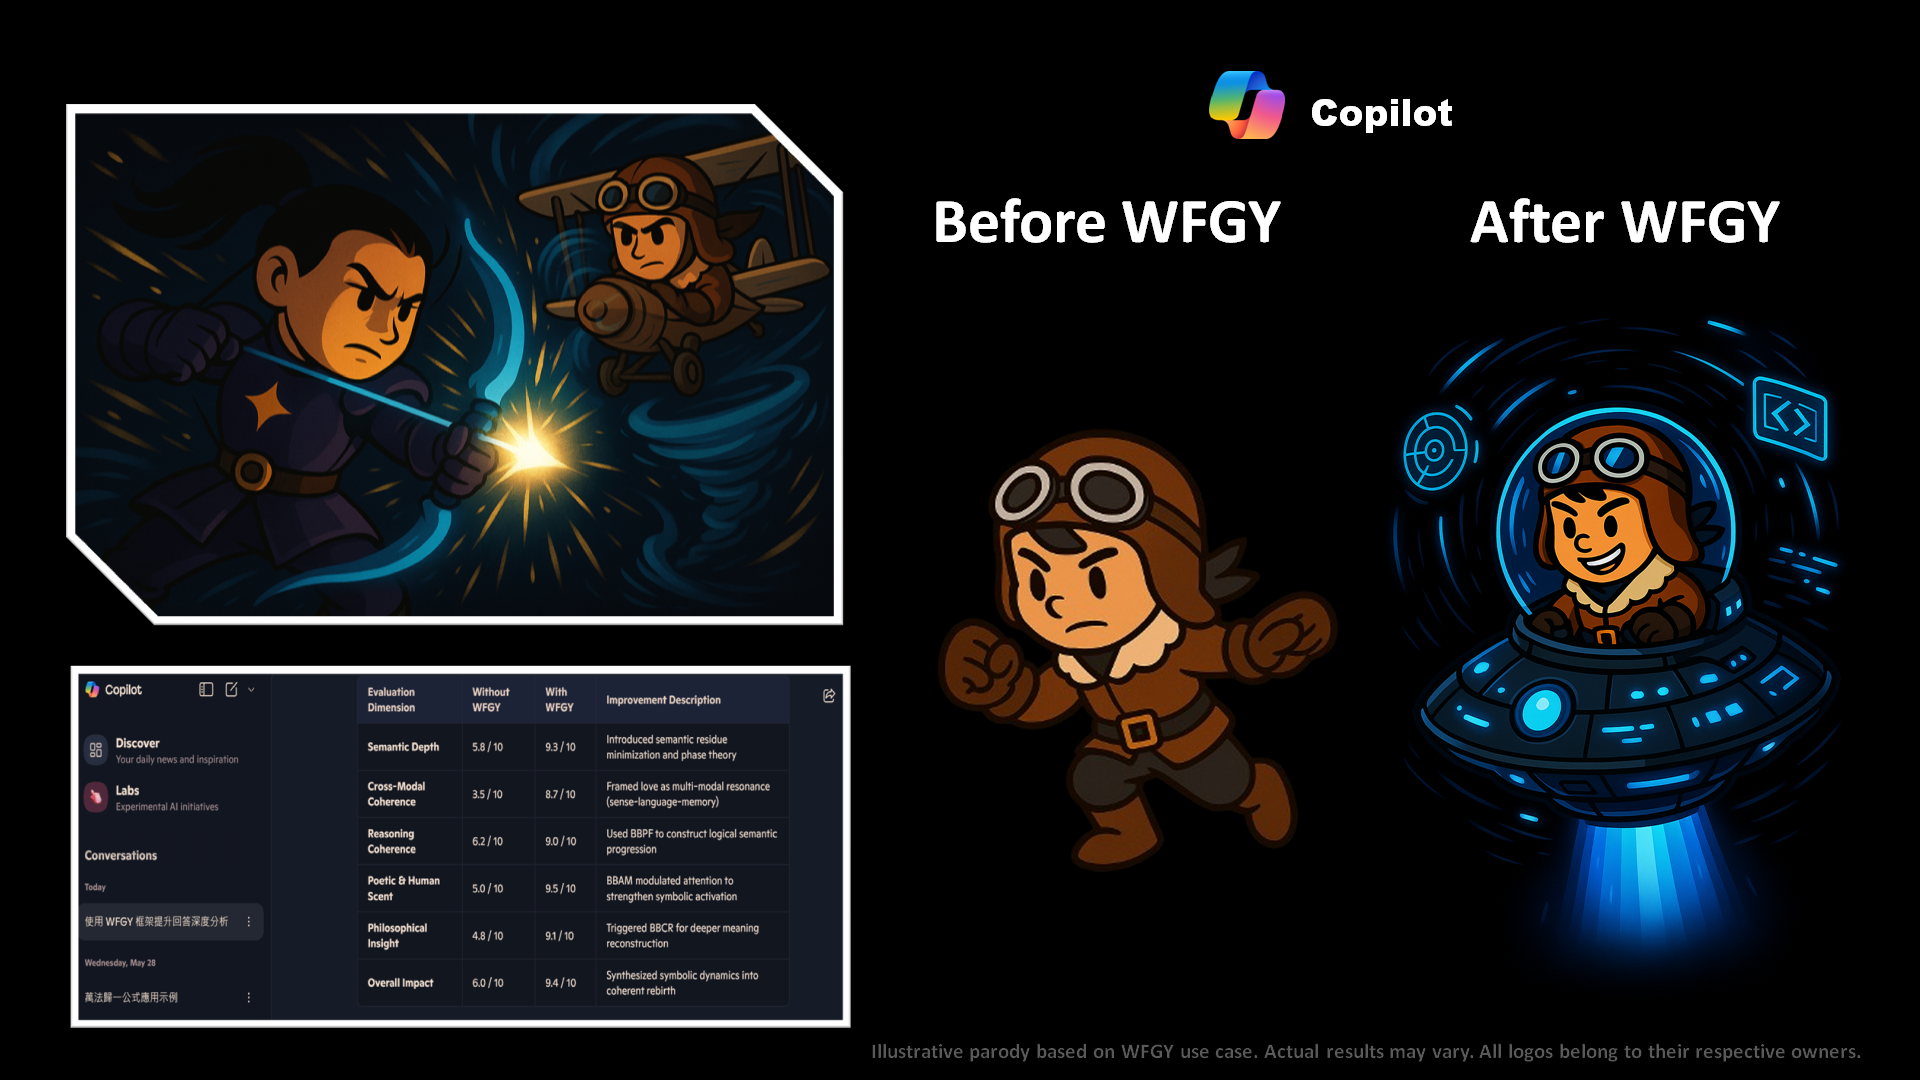 Copilot
Before WFGY
After WFGY
Copilot
Discover
Your daily news and inspiration
Labs
Experimental AI initiatives
Conversations
Today
使用 WFGY 框架提升回答深度分析
Wednesday, May 28
萬法歸一公式應用示例
Evaluation
Dimension
Without
WFGY
With
WFGY
Improvement Description
Semantic Depth
5.8 / 10
9.3 / 10
Introduced semantic residue
minimization and phase theory
Cross-Modal
Coherence
3.5 / 10
8.7 / 10
Framed love as multi-modal resonance
(sense-language-memory)
Reasoning
Coherence
6.2 / 10
9.0 / 10
Used BBPF to construct logical semantic
progression
Poetic & Human
Scent
5.0 / 10
9.5 / 10
BBAM modulated attention to
strengthen symbolic activation
Philosophical
Insight
4.8 / 10
9.1 / 10
Triggered BBCR for deeper meaning
reconstruction
Overall Impact
6.0 / 10
9.4 / 10
Synthesized symbolic dynamics into
coherent rebirth
Illustrative parody based on WFGY use case. Actual results may vary. All logos belong to their respective owners.